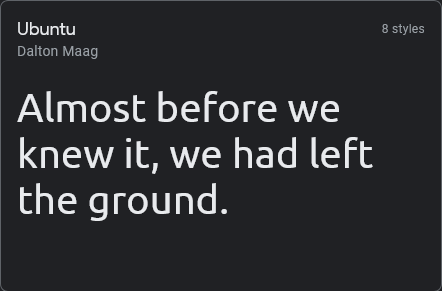 Ubuntu
8 styles
Dalton Maag
Almost before we
knew it, we had left
the ground.